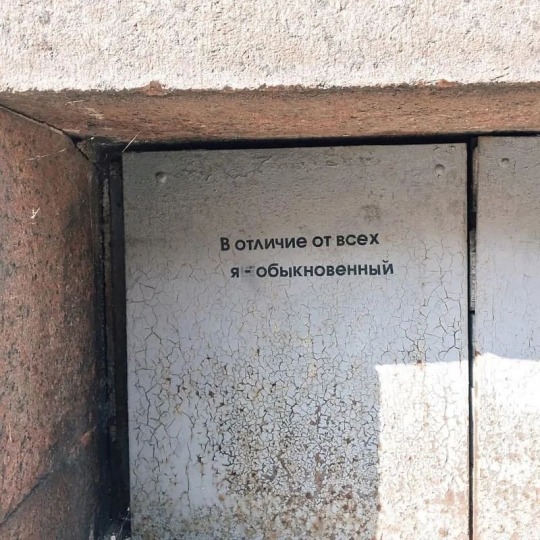 В отличие от всех
я - обыкновенный